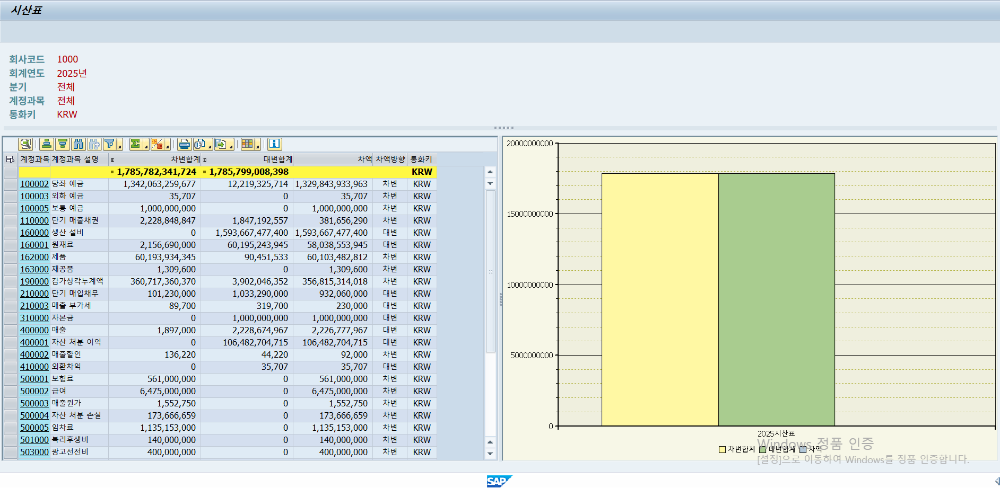 시산표
회사코드 1000
회계연도 2025년
분기 전체
계정과목 전체
통화키 KRW
계정과목 계정과목 설명 Σ 차변합계 Σ 대변합계 차액 차액방향 통화키
1,785,782,341,724 1,785,799,008,398 KRW
100002 당좌 예금 1,342,063,259,677 12,219,325,714 1,329,843,933,963 차변 KRW
100003 외화 예금 35,707 0 35,707 차변 KRW
100005 보통 예금 1,000,000,000 0 1,000,000,000 차변 KRW
110000 단기 매출채권 2,228,848,847 1,847,192,557 381,656,290 차변 KRW
160000 생산 설비 0 1,593,667,477,400 1,593,667,477,400 대변 KRW
160001 원재료 2,156,690,000 60,195,243,945 58,038,553,945 대변 KRW
162000 제품 60,193,934,345 90,451,533 60,103,482,812 차변 KRW
163000 재공품 1,309,600 0 1,309,600 차변 KRW
190000 감가상각누계액 360,717,360,370 3,902,046,352 356,815,314,018 차변 KRW
210000 단기 매입채무 101,230,000 1,033,290,000 932,060,000 대변 KRW
210003 매출 부가세 89,700 319,700 230,000 대변 KRW
310000 자본금 0 1,000,000,000 1,000,000,000 대변 KRW
400000 매출 1,897,000 2,228,674,967 2,226,777,967 대변 KRW
400001 자산 처분 이익 0 106,482,704,715 106,482,704,715 대변 KRW
400002 매출할인 136,220 44,220 92,000 차변 KRW
410000 외환차익 0 35,707 35,707 대변 KRW
500001 보험료 561,000,000 0 561,000,000 차변 KRW
500002 급여 6,475,000,000 0 6,475,000,000 차변 KRW
500003 매출원가 1,552,750 0 1,552,750 차변 KRW
500004 자산 처분 손실 173,666,659 0 173,666,659 차변 KRW
500005 임차료 1,135,153,000 0 1,135,153,000 차변 KRW
501000 복리후생비 140,000,000 0 140,000,000 차변 KRW
503000 광고선전비 400,000,000 0 400,000,000 차변 KRW
20000000000
15000000000
10000000000
5000000000
0
2025시산표
차변합계 대변합계 차액
Windows 정품 인증
[설정]으로 이동하여 Windows를 정품 인증합니다.
SAP